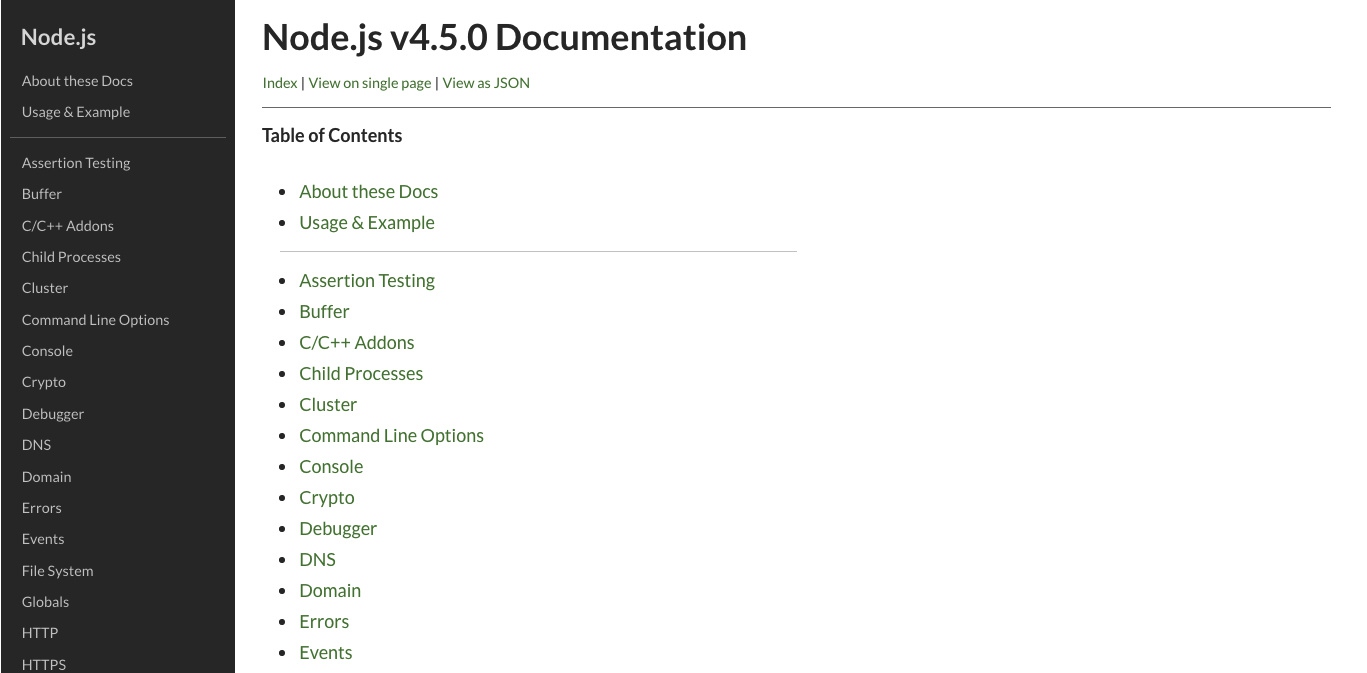 Node.js
About these Docs
Usage & Example
Assertion Testing
Buffer
C/C++ Addons
Child Processes
Cluster
Command Line Options
Console
Crypto
Debugger
DNS
Domain
Errors
Events
File System
Globals
HTTP
HTTPS
Node.js v4.5.0 Documentation
Index | View on single page | View as JSON
Table of Contents
• About these Docs
• Usage & Example
• Assertion Testing
• Buffer
• C/C++ Addons
• Child Processes
• Cluster
• Command Line Options
• Console
• Crypto
• Debugger
• DNS
• Domain
• Errors
• Events